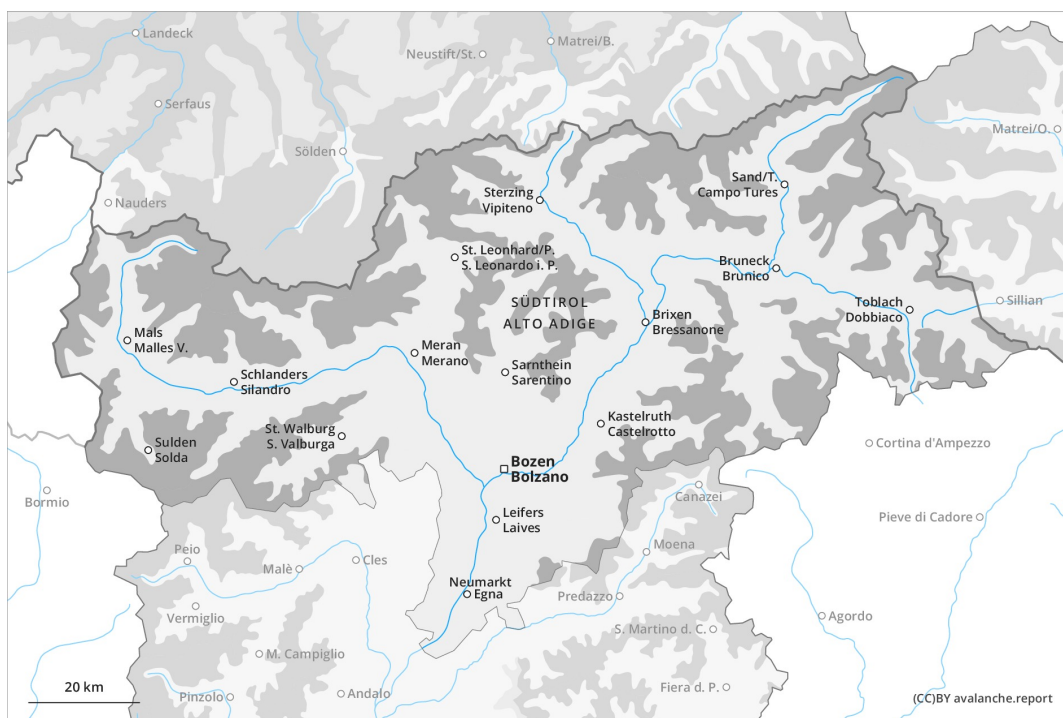 Landeck
Matrei/B.
Neustift/St.
Serfaus
Matrei/O.
Sölden
Sand/T.
Campo Tures
Nauders
Sterzing
Vipiteno
St. Leonhard/P.
S. Leonardo i. P.
Bruneck
Brunico
SÜDTIROL
ALTO ADIGE
Toblach
Dobbiaco
Sillian
Brixen
Bressanone
Mals
Malles V.
Meran
Merano
Sarnthein
Sarentino
Schlanders
Silandro
Kastelruth
Castelrotto
St. Walburg
S. Valburga
Sulden
Solda
Cortina d'Ampezzo
Bozen
Bolzano
Bormio
Canazei
Leifers
Laives
Pieve di Cadore
Peio
Malè
Cles
Moena
Neumarkt
Egna
Predazzo
Vermiglio
Agordo
S. Martino d. C.
M. Campiglio
20 km
Pinzolo
Andalo
Fiera d. P.
(CC)BY avalanche.report